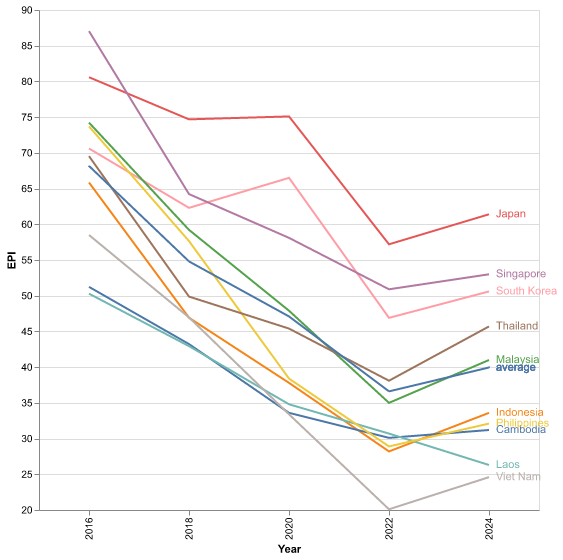 90
85
80
75
70
65
60
55
50
45
40
35
30
25
20
EPI
2016
2018
2020
2022
2024
Year
Japan
Singapore
South Korea
Thailand
Malaysia
average
Indonesia
Philippines
Cambodia
Laos
Viet Nam